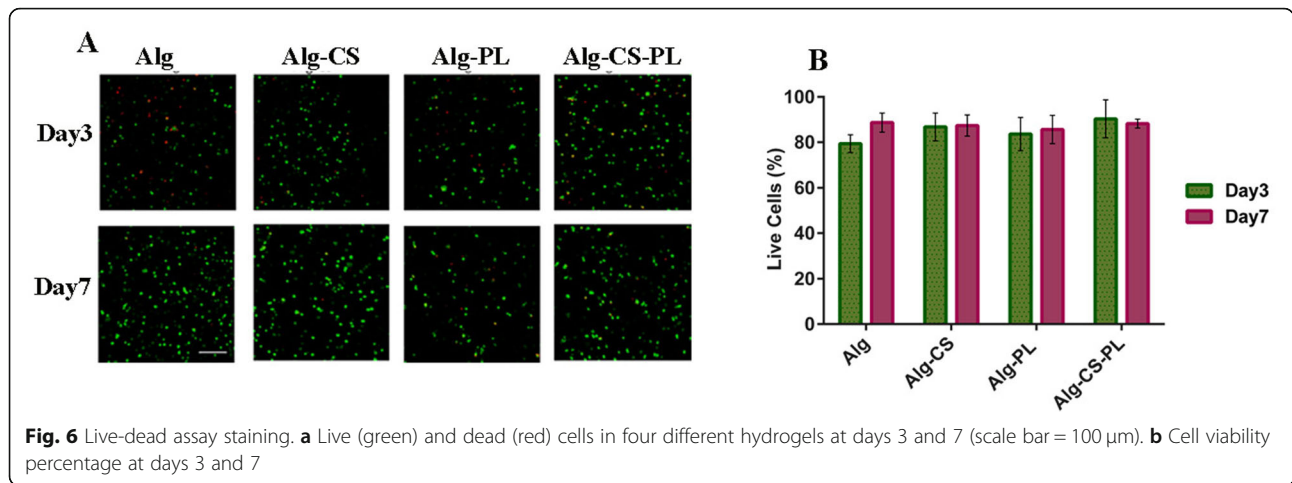 A
Alg
Alg-CS
Alg-PL
Alg-CS-PL
Day3
Day7
B
100
80
60
40
20
0
Live Cells (%)
Alg
Alg-CS
Alg-PL
Alg-CS-PL
Day3
Day7
Fig. 6 Live-dead assay staining. a Live (green) and dead (red) cells in four different hydrogels at days 3 and 7 (scale bar = 100 μm). b Cell viability
percentage at days 3 and 7